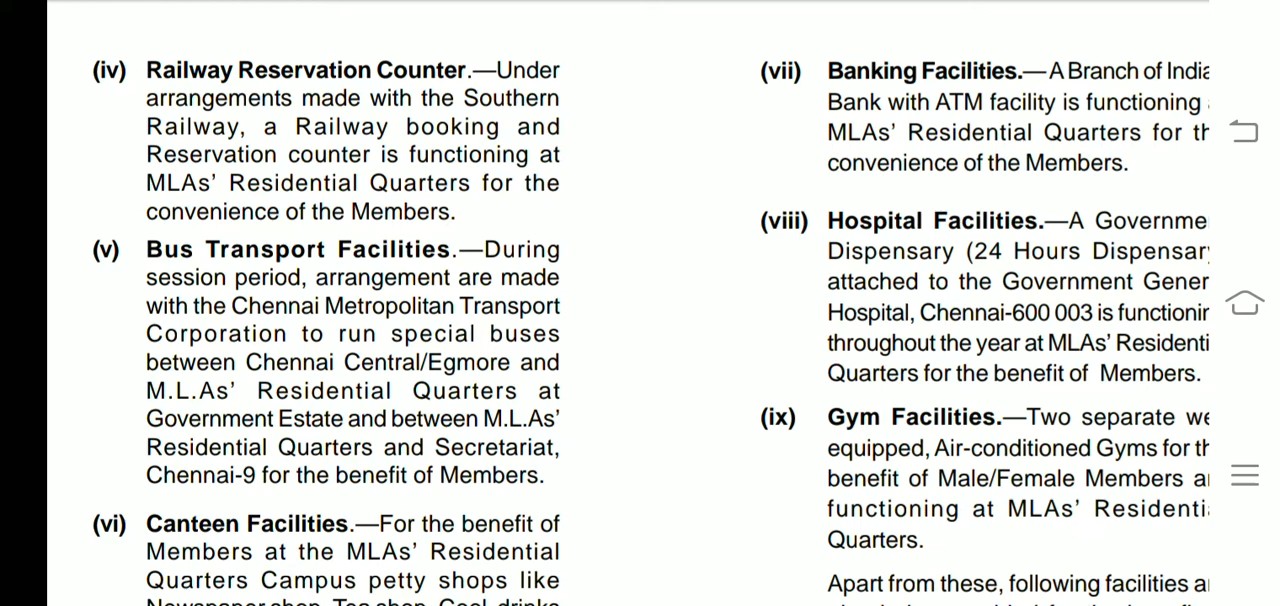 (iv) Railway Reservation Counter.—Under
arrangements made with the Southern
Railway, a Railway booking and
Reservation counter is functioning at
MLAs' Residential Quarters for the
convenience of the Members.
(v) Bus Transport Facilities.—During
session period, arrangement are made
with the Chennai Metropolitan Transport
Corporation to run special buses
between Chennai Central/Egmore and
M.L.As' Residential Quarters at
Government Estate and between M.L.As'
Residential Quarters and Secretariat,
Chennai-9 for the benefit of Members.
(vi) Canteen Facilities.—For the benefit of
Members at the MLAs' Residential
Quarters Campus petty shops like
(vii) Banking Facilities.—A Branch of
Bank with ATM facility is functioning
MLAs' Residential Quarters for
convenience of the Members.
(viii) Hospital Facilities.—A
Dispensary (24 Hours
attached to the Government
Hospital, Chennai-600 003 is
throughout the year at MLAs'
Quarters for the benefit of Members.
(ix) Gym Facilities.—Two separate
equipped, Air-conditioned Gyms for
benefit of Male/Female Members
functioning at MLAs'
Quarters.
Apart from these, following facilities